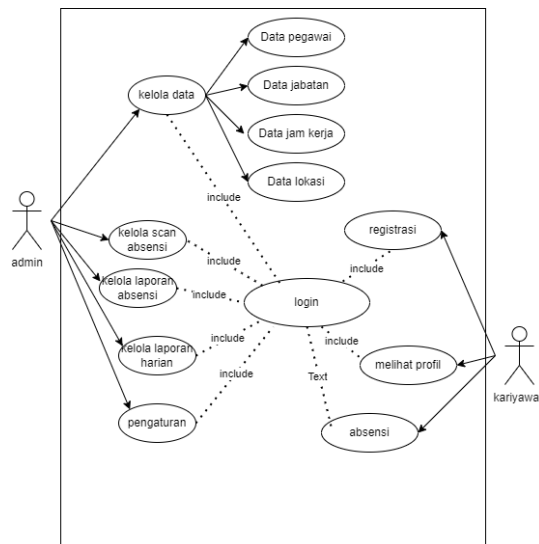 Data pegawai
kelola data
Data jabatan
Data jam kerja
Data lokasi
include
admin
kelola scan
absensi
registrasi
include
include
kelola laporan
absensi
include
login
include
include
kelola laporan
harian
include
melihat profil
Text
kariyawa
pengaturan
absensi